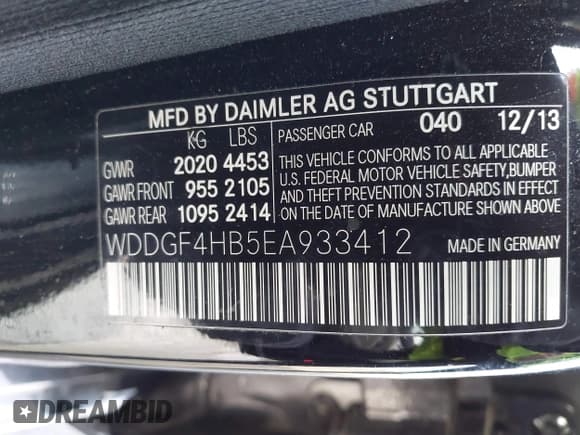 MFD BY DAIMLER AG STUTTGART
KG LBS PASSENGER CAR 040 12/13
GVWR 2020 4453 THIS VEHICLE CONFORMS TO ALL APPLICABLE
U.S. FEDERAL MOTOR VEHICLE SAFETY,BUMPER
GAWR FRONT 955 2105 AND THEFT PREVENTION STANDARDS IN EFFECT
GAWR REAR 1095 2414 ON THE DATE OF MANUFACTURE SHOWN ABOVE.
WDDGF4HB5EA933412 MADE IN GERMANY
DREAMBID